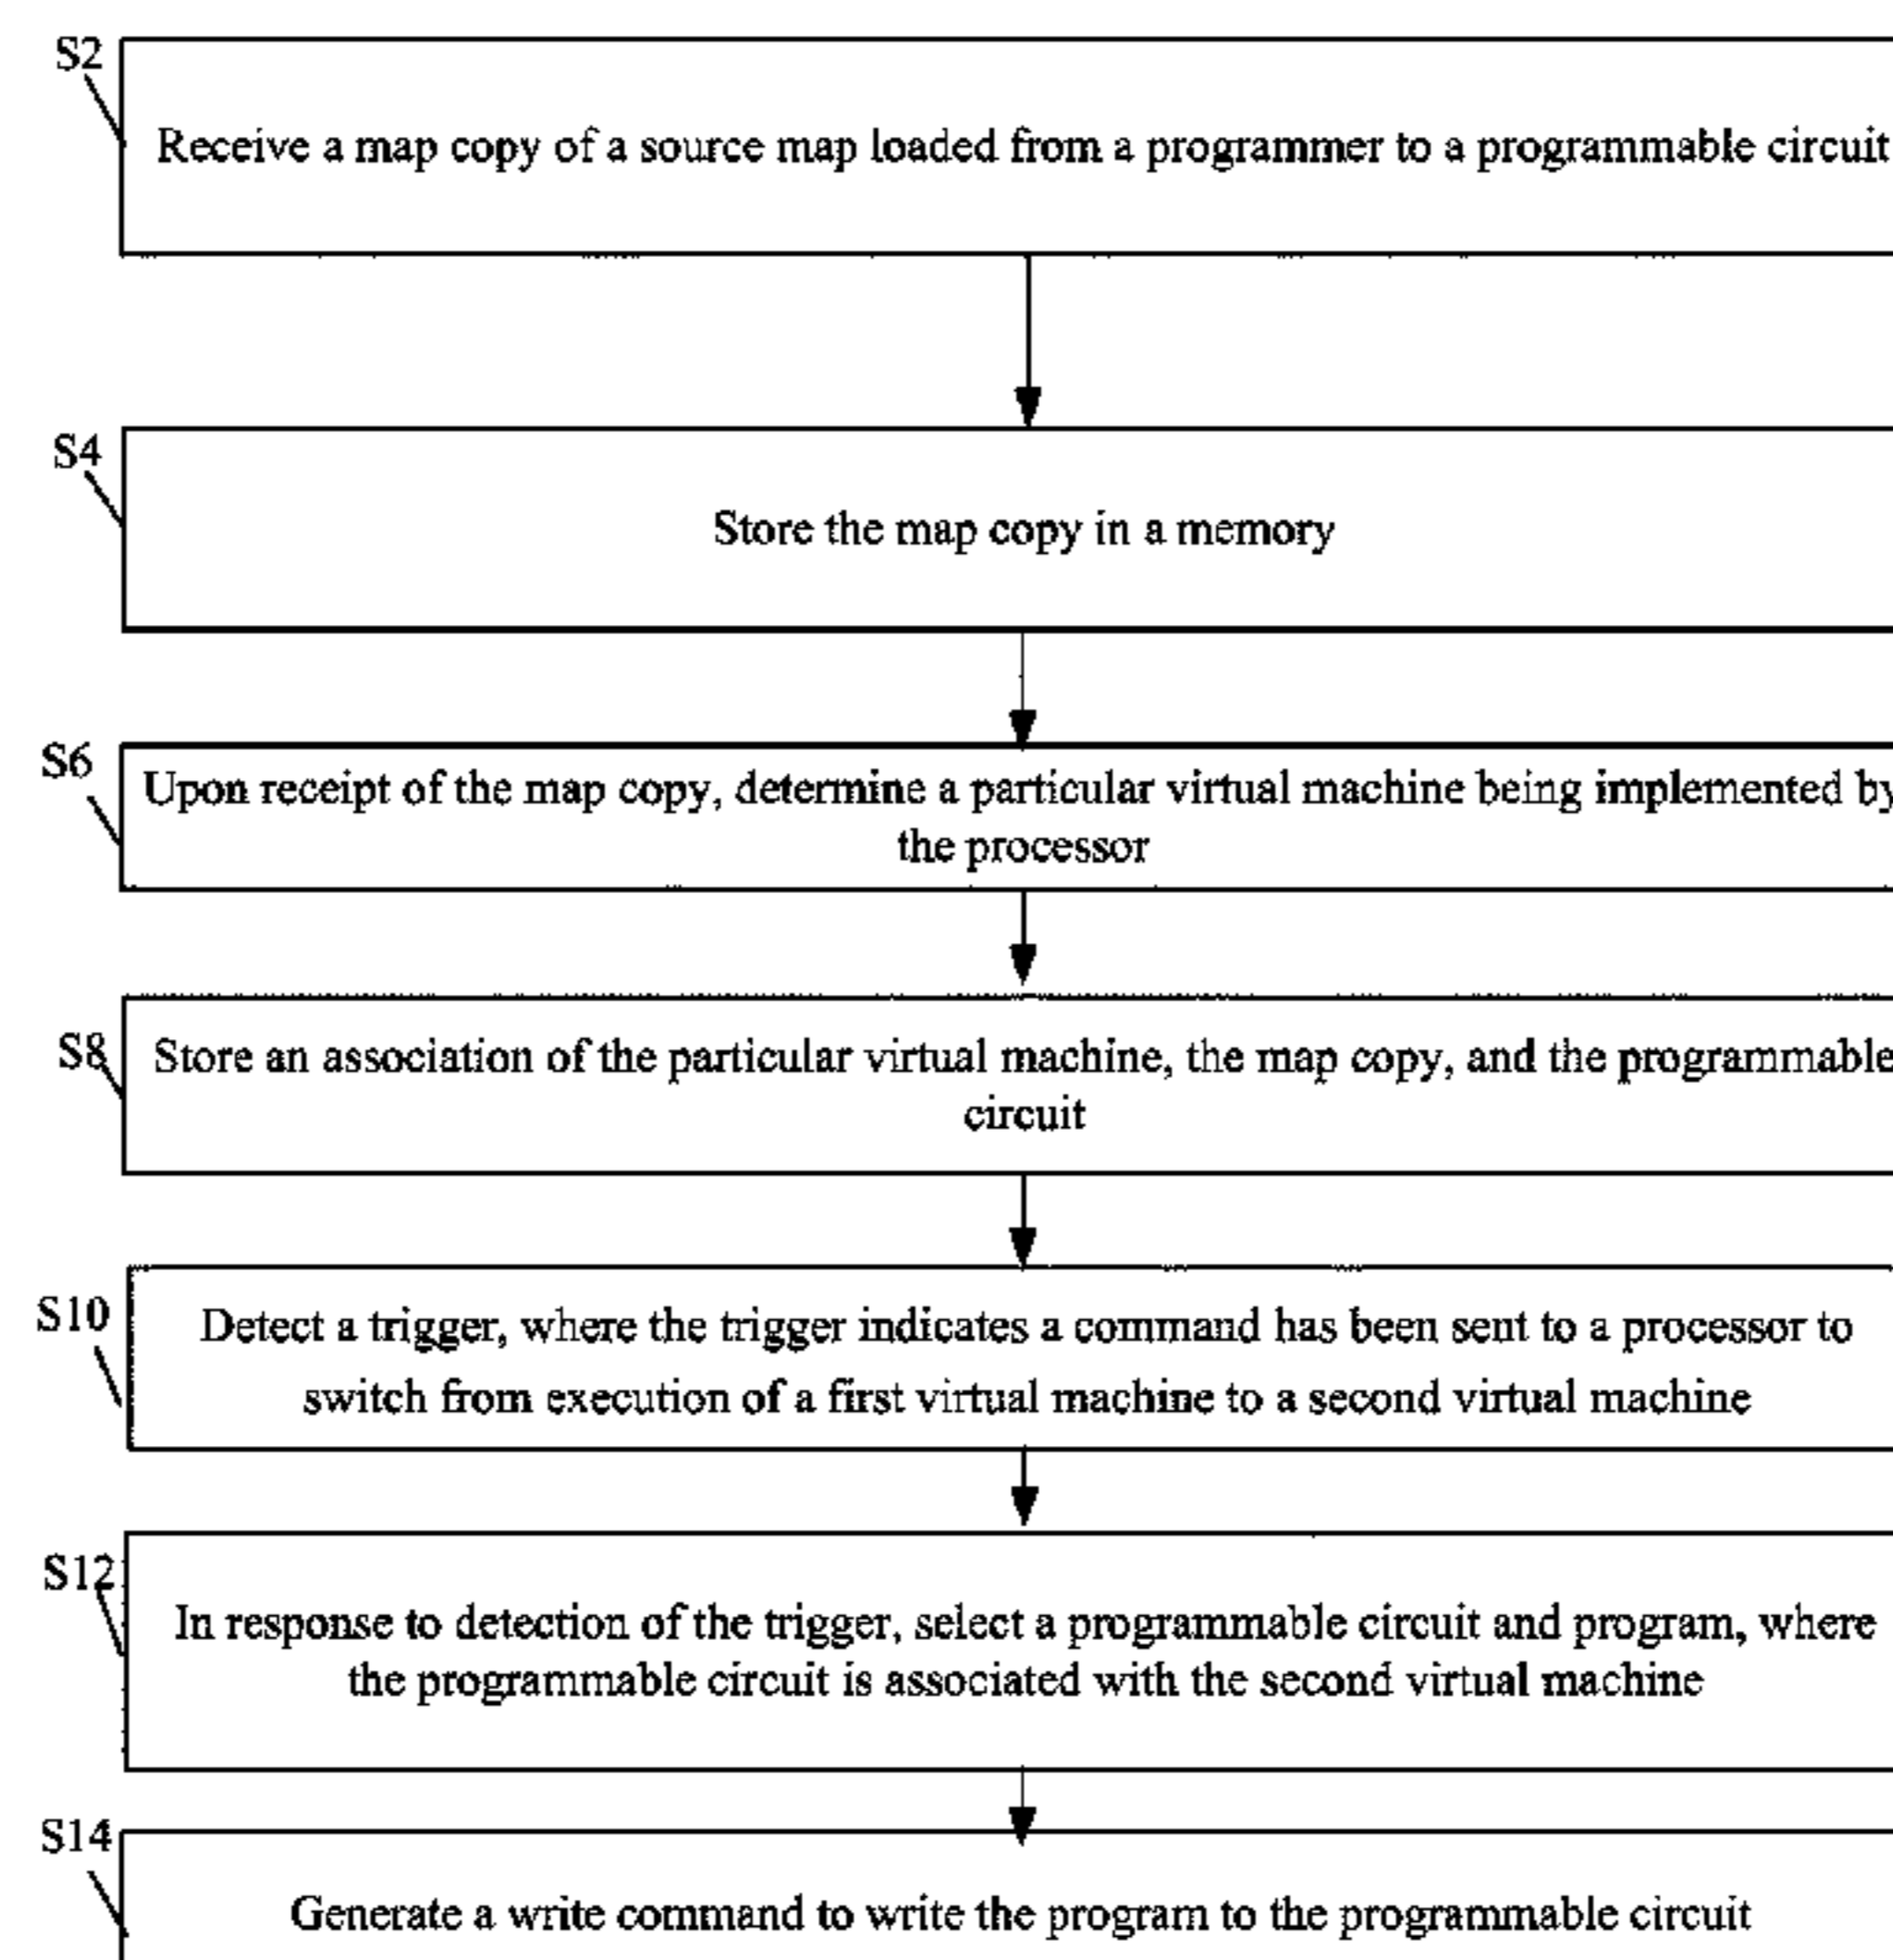 S2
Receive a map copy of a source map loaded from a programmer to a programmable circuit
S4
Store the map copy in a memory
S6
Upon receipt of the map copy, determine a particular virtual machine being implemented by
the processor
S8
Store an association of the particular virtual machine, the map copy, and the programmable
circuit
S10
Detect a trigger, where the trigger indicates a command has been sent to a processor to
switch from execution of a first virtual machine to a second virtual machine
S12
In response to detection of the trigger, select a programmable circuit and program, where
the programmable circuit is associated with the second virtual machine
S14
Generate a write command to write the program to the programmable circuit